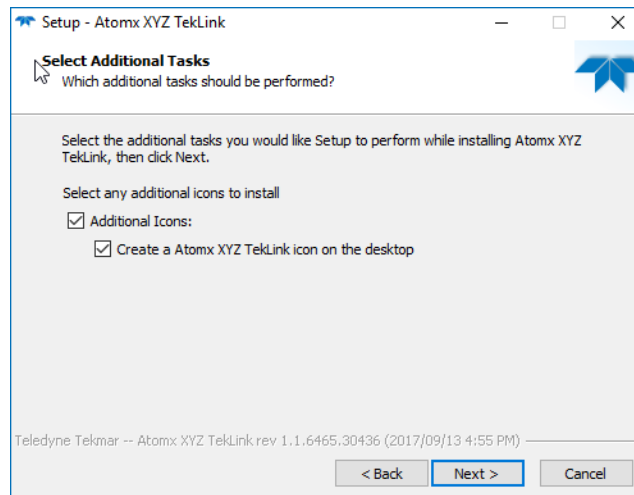 Setup - Atomx XYZ TekLink
Select Additional Tasks
Which additional tasks should be performed?
Select the additional tasks you would like Setup to perform while installing Atomx XYZ
TekLink, then click Next.
Select any additional icons to install
Additional Icons:
Create a Atomx XYZ TekLink icon on the desktop
Teledyne Tekmar -- Atomx XYZ TekLink rev 1.1.6465.30436 (2017/09/13 4:55 PM)
< Back Next > Cancel